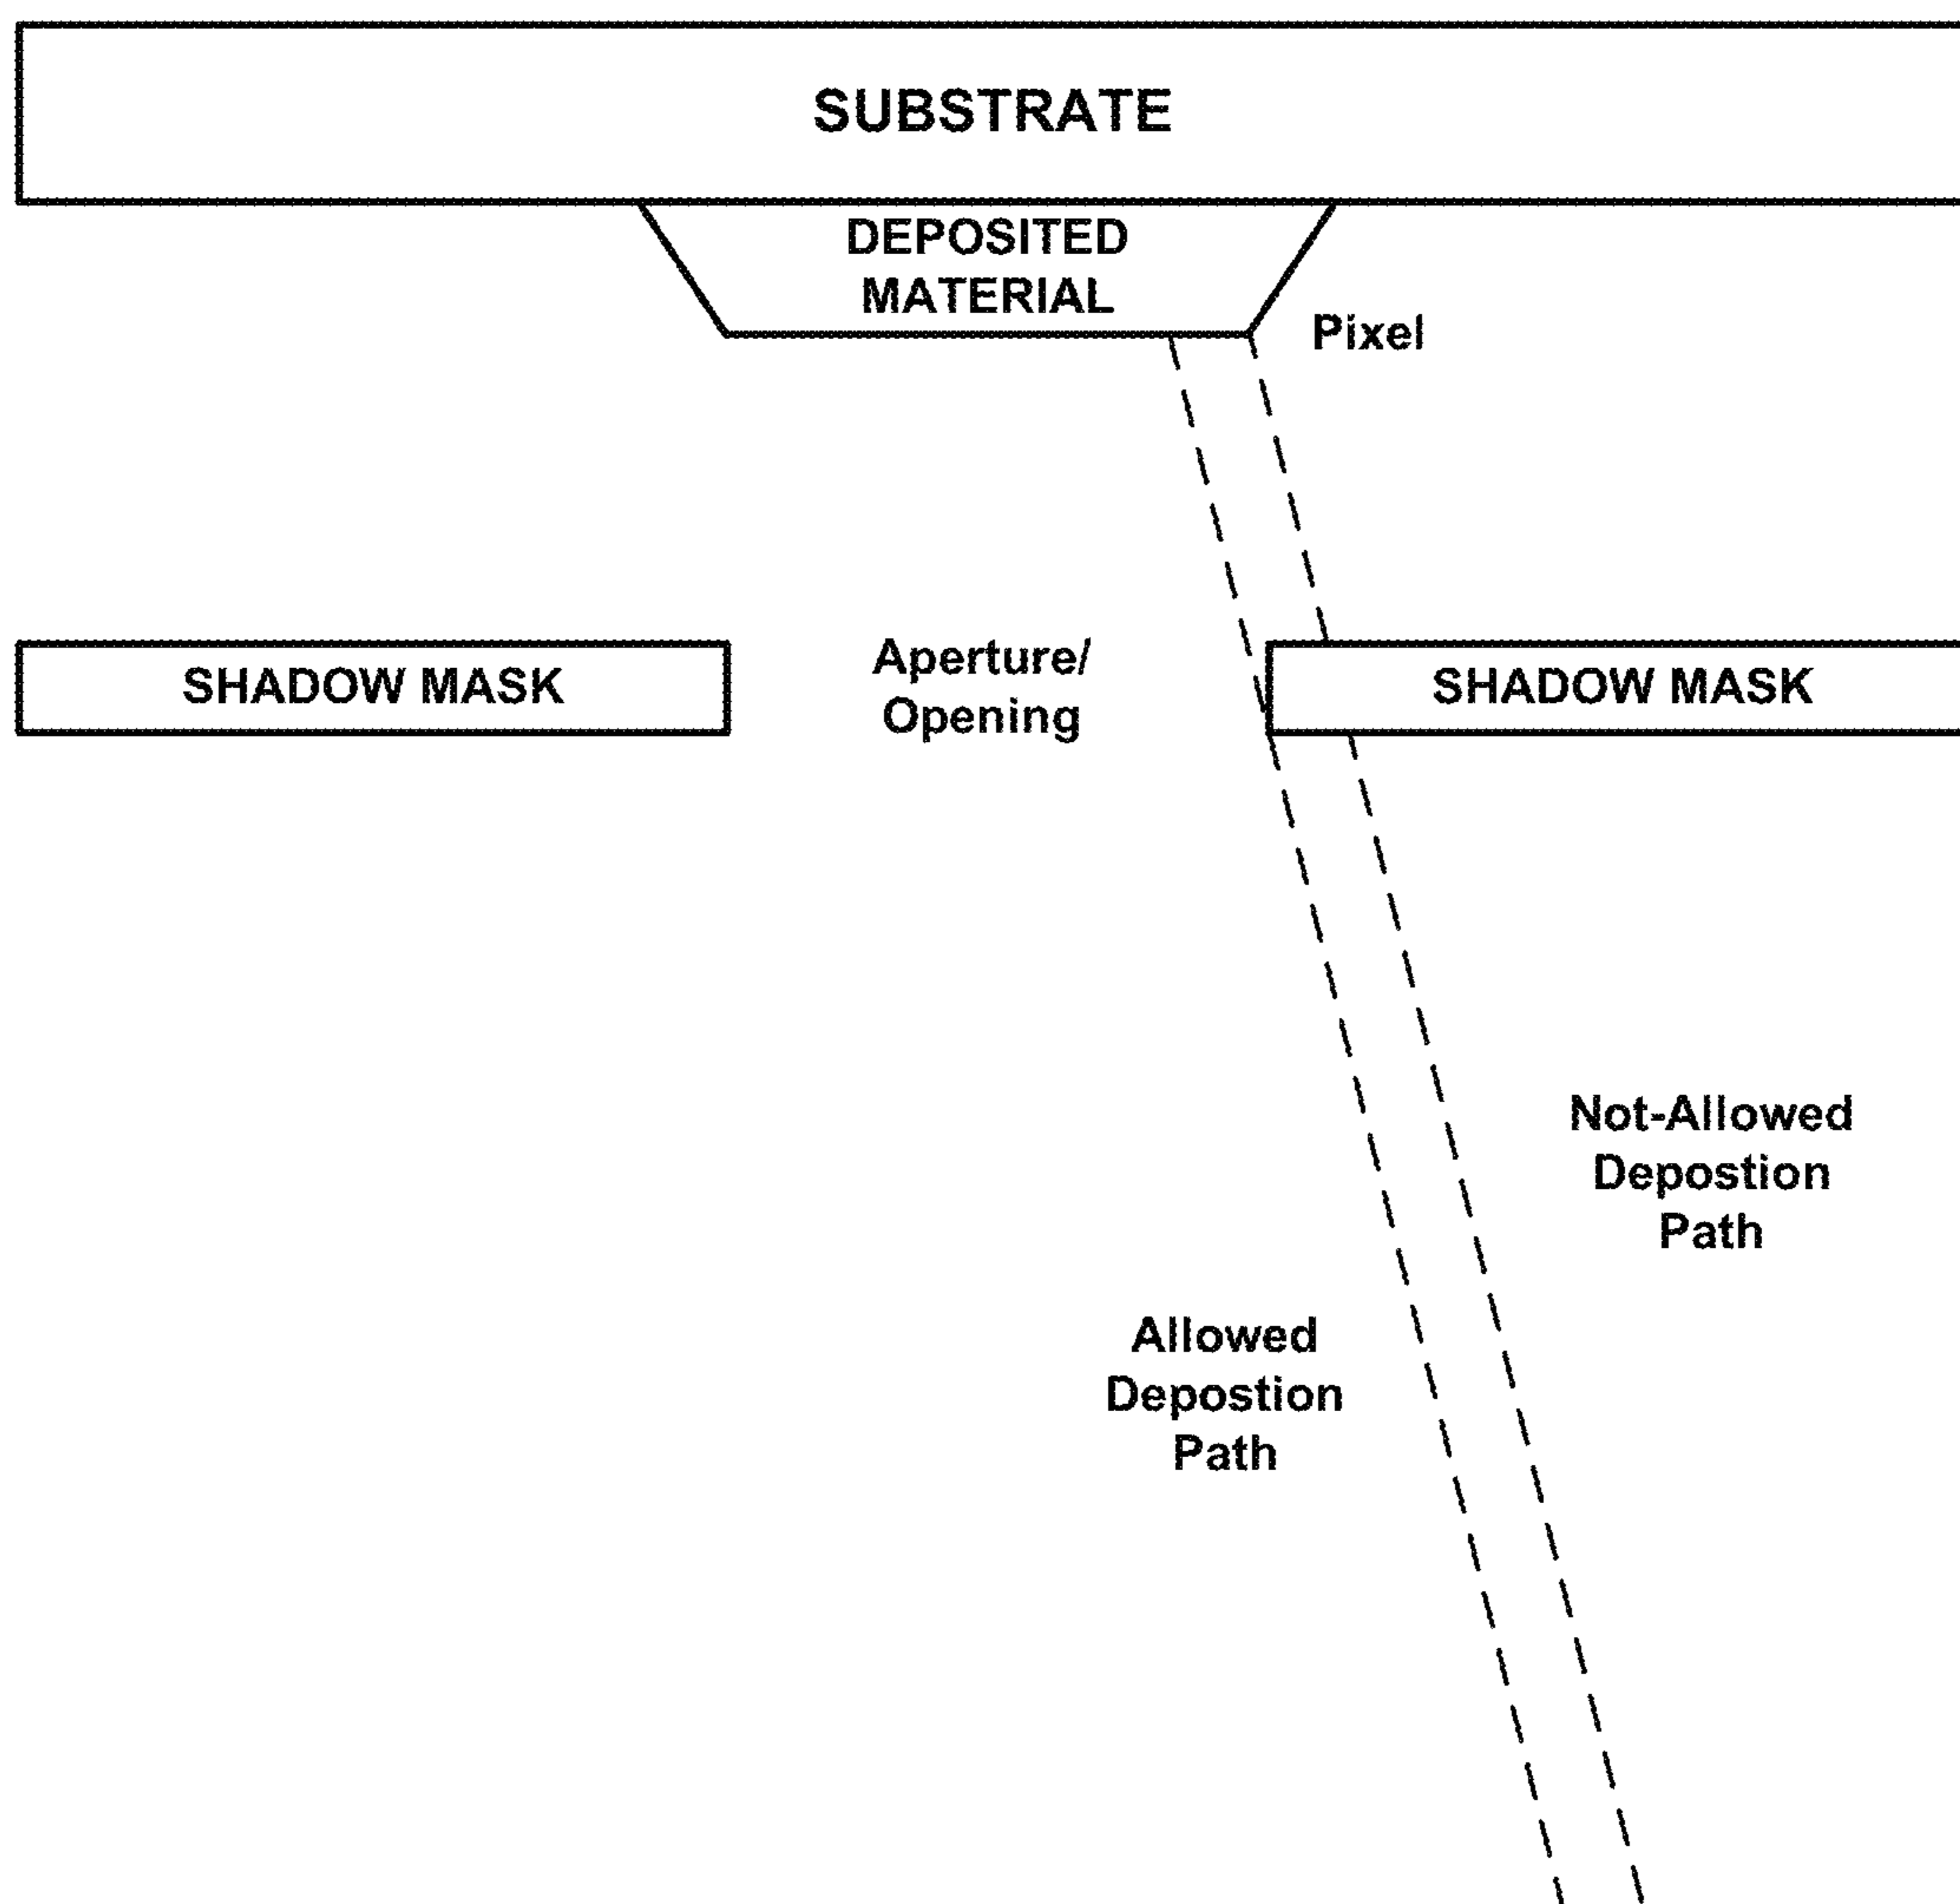 SUBSTRATE
DEPOSITED
MATERIAL
Pixel
SHADOW MASK
Aperture/
Opening
SHADOW MASK
Not-Allowed
Depostion
Path
Allowed
Depostion
Path